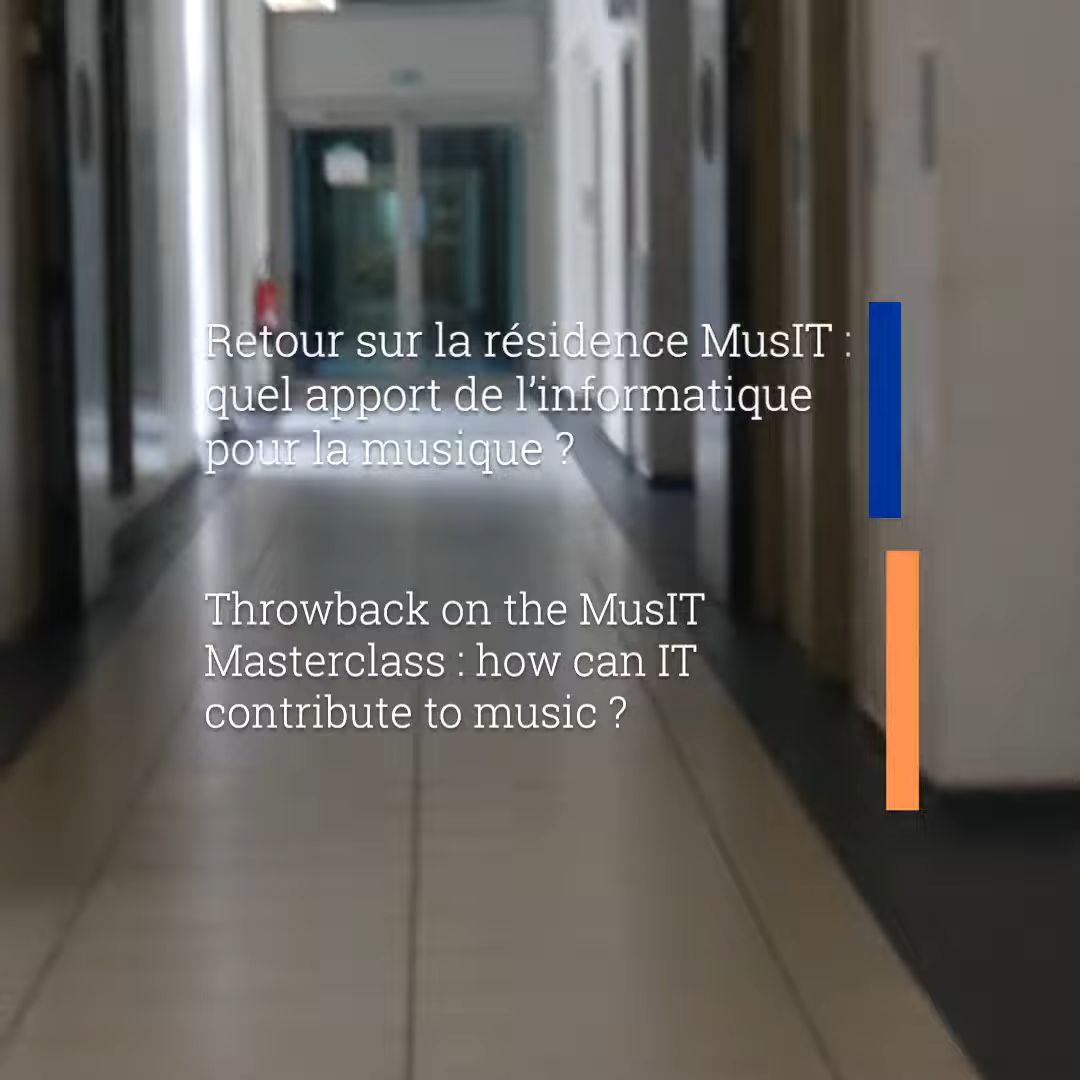 Retour sur la résidence MusIT :
quel apport de l’informatique
pour la musique ?
Throwback on the MusIT
Masterclass : how can IT
contribute to music ?